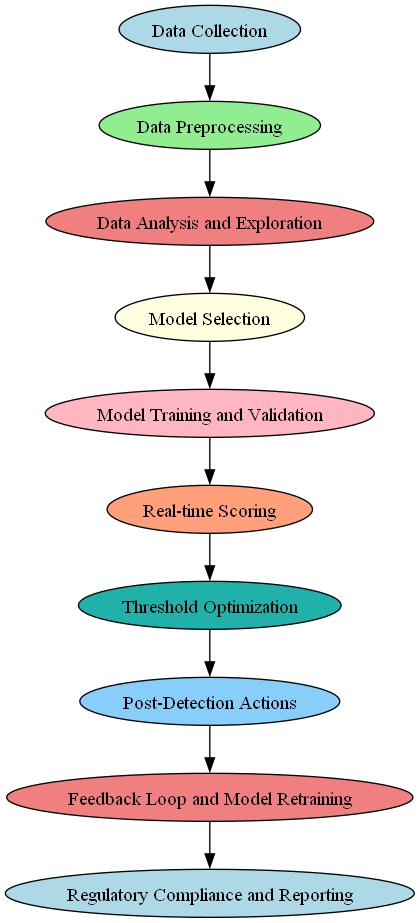 Data Collection
Data Preprocessing
Data Analysis and Exploration
Model Selection
Model Training and Validation
Real-time Scoring
Threshold Optimization
Post-Detection Actions
Feedback Loop and Model Retraining
Regulatory Compliance and Reporting